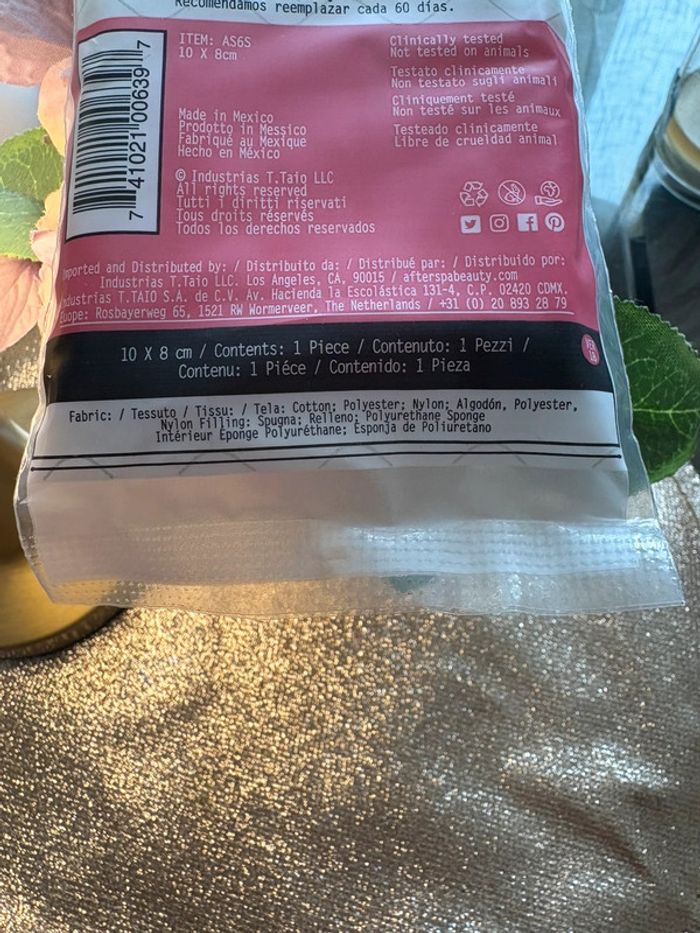 Recomendamos reemplazar cada 60 días.
ITEM: AS6S
10 X 8cm
Made in Mexico
Prodotto in Messico
Fabriqué au Mexique
Hecho en México
© Industrias T.Taio LLC
All rights reserved
Tutti i diritti riservati
Tous droits réservés
Todos los derechos reservados
7 41021 00639 7
Clinically tested
Not tested on animals
Testato clinicamente
Non testato sugli animali
Cliniquement testé
Non testé sur les animaux
Testeado clinicamente
Libre de crueldad animal
Imported and Distributed by: / Distribuito da: / Distribué par: / Distribuido por:
Industrias T.Taio LLC. Los Angeles, CA, 90015 / afterspabeauty.com
Industrias T.TAIO S.A. de C.V. Av. Hacienda la Escolástica 131-4, C.P. 02420 CDMX.
Europe: Rosbayerweg 65, 1521 RW Wormerveer, The Netherlands / +31 (0) 20 893 28 79
10 X 8 cm / Contents: 1 Piece / Contenuto: 1 Pezzi /
Contenu: 1 Piéce / Contenido: 1 Pieza
VER
Fabric: / Tessuto / Tissu: / Tela: Cotton; Polyester; Nylon; Algodón, Polyester,
Nylon Filling: Spugna; Relleno; Polyurethane Sponge
Intérieur Éponge Polyuréthane; Esponja de Poliuretano